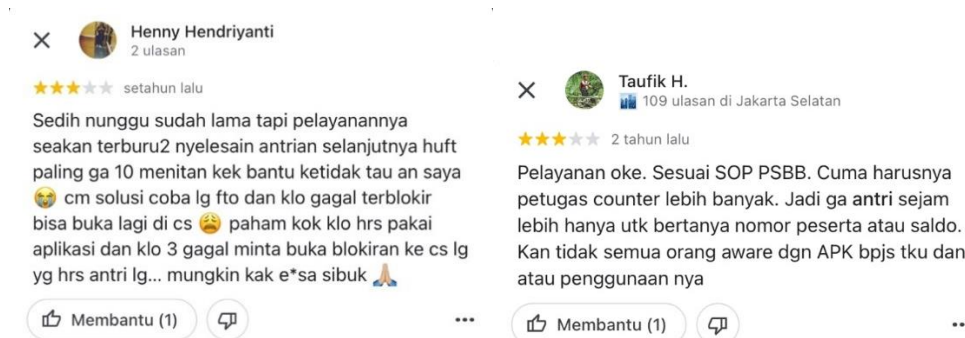 Henny Hendriyanti
2 ulasan
setahun lalu
Sedih nunggu sudah lama tapi pelayanannya
seakan terburu2 nyelesain antrian selanjutnya huft
paling ga 10 menitan kek bantu ketidak tau an saya
😭 cm solusi coba lg fto dan klo gagal terblokir
bisa buka lagi di cs 😩 paham kok klo hrs pakai
aplikasi dan klo 3 gagal minta buka blokiran ke cs lg
yg hrs antri lg... mungkin kak e*sa sibuk 🙏🏼
Membantu (1)
Taufik H.
109 ulasan di Jakarta Selatan
2 tahun lalu
Pelayanan oke. Sesuai SOP PSBB. Cuma harusnya
petugas counter lebih banyak. Jadi ga antri sejam
lebih hanya utk bertanya nomor peserta atau saldo.
Kan tidak semua orang aware dgn APK bpjs tku dan
atau penggunaan nya
Membantu (1)